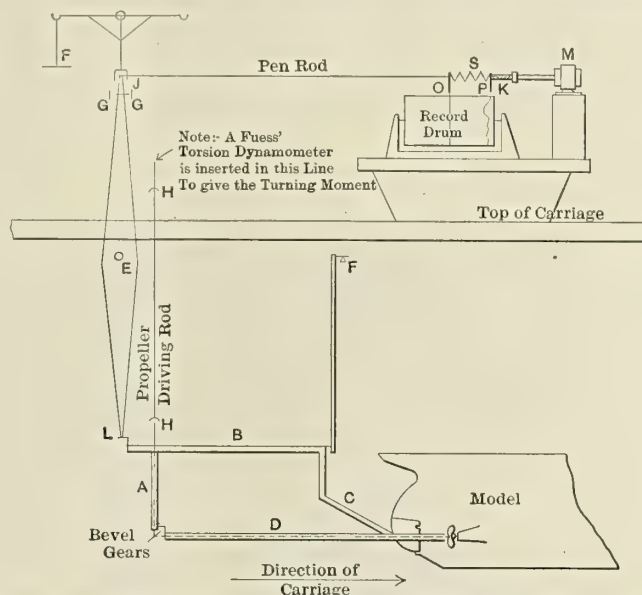 F
J
G G
Pen Rod
S
M
O
P K
Record
Drum
Note:- A Fuess'
Torsion Dynamometer
is inserted in this Line
To give the Turning Moment
H
Top of Carriage
E
F
Propeller
Driving Rod
H
L
B
A
C
Model
D
Bevel
Gears
Direction of
Carriage